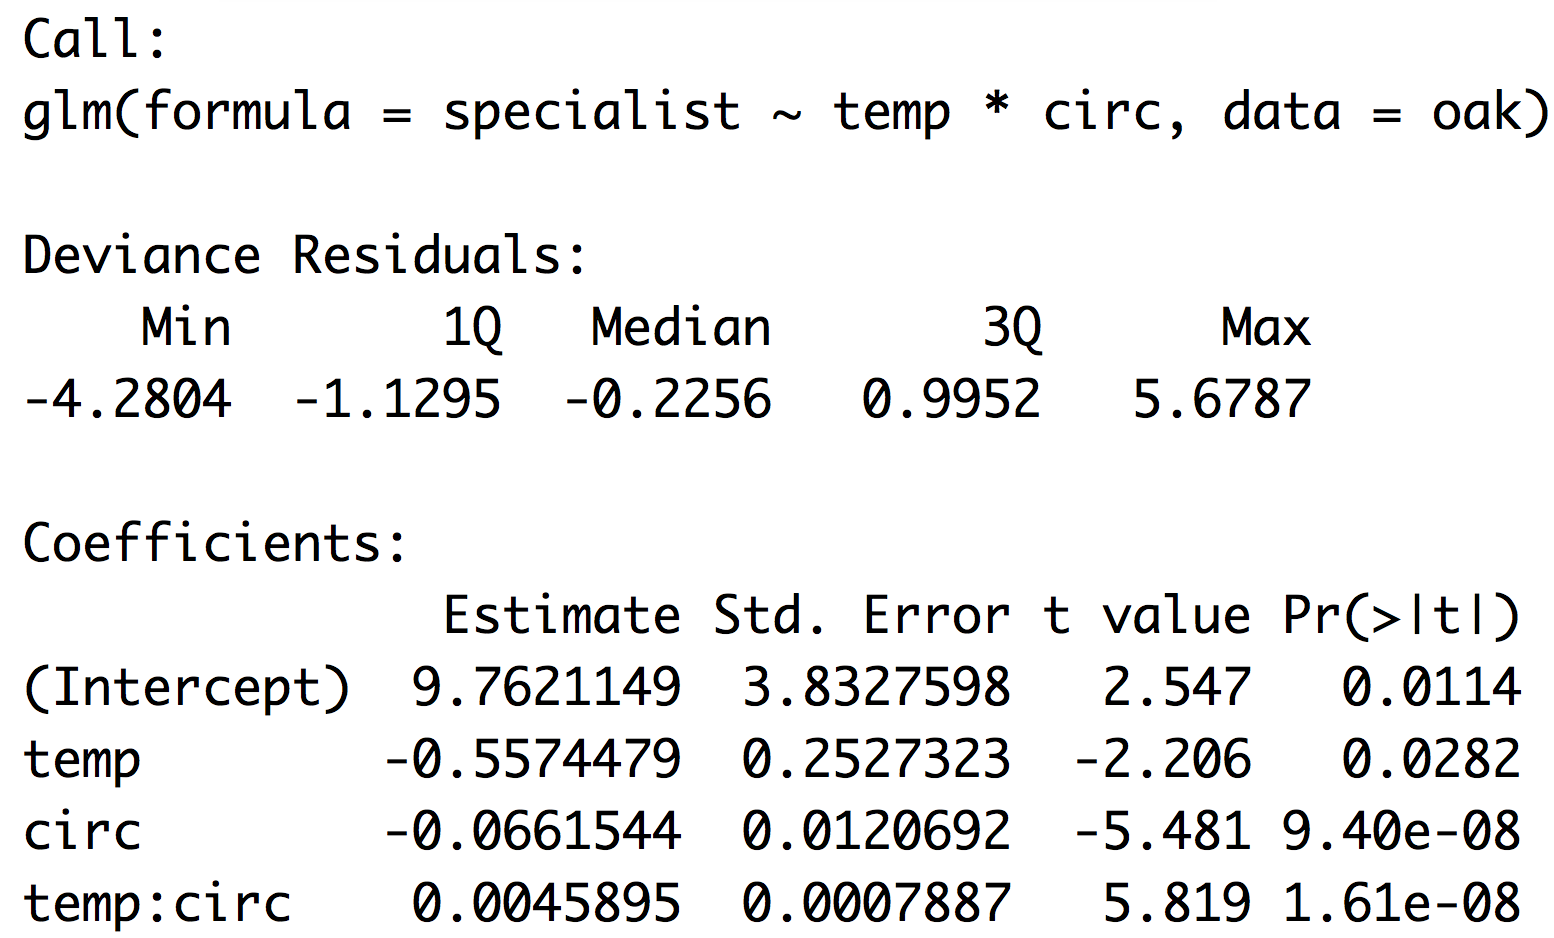 Call:
glm(formula = specialist ~ temp * circ, data = oak)
Deviance Residuals:
Min 1Q Median 3Q Max
-4.2804 -1.1295 -0.2256 0.9952 5.6787
Coefficients:
Estimate Std. Error t value Pr(>|t|)
(Intercept) 9.7621149 3.8327598 2.547 0.0114
temp -0.5574479 0.2527323 -2.206 0.0282
circ -0.0661544 0.0120692 -5.481 9.40e-08
temp:circ 0.0045895 0.0007887 5.819 1.61e-08